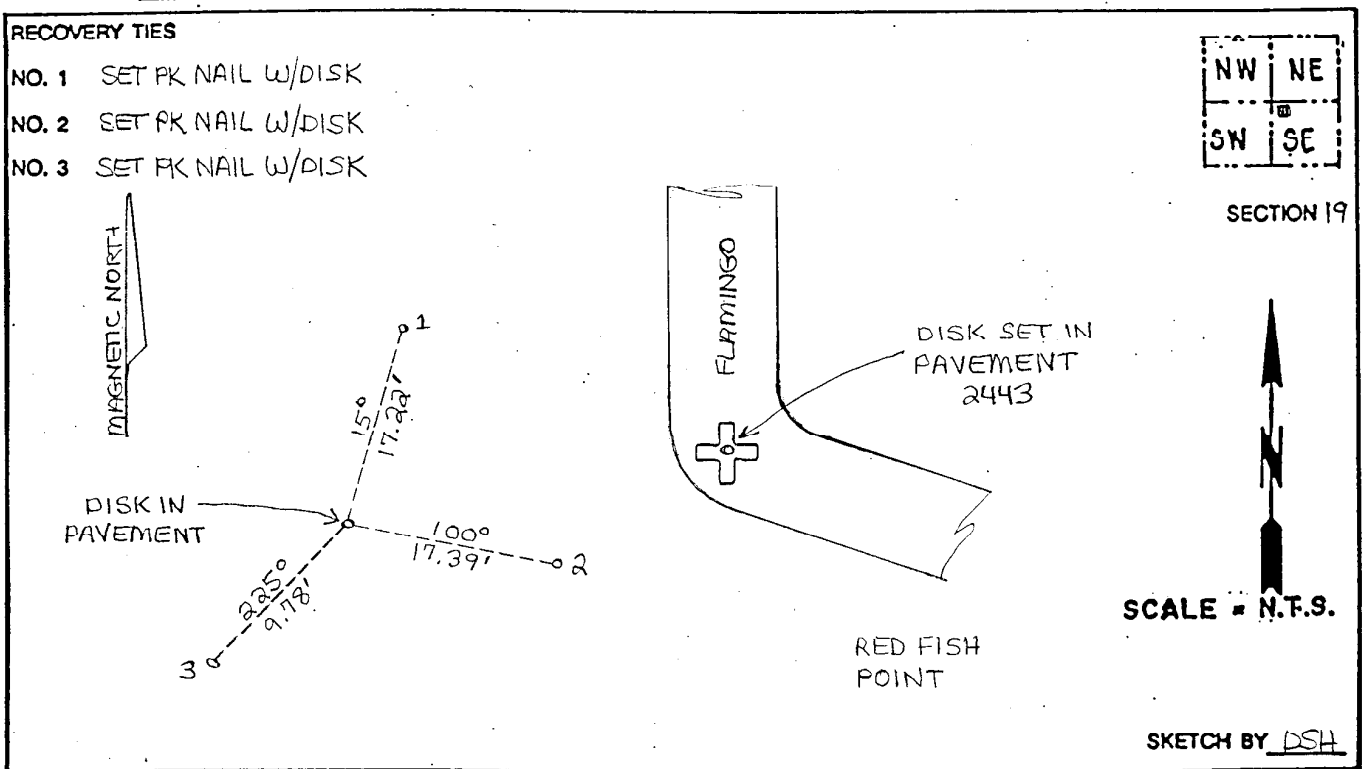 RECOVERY TIES
NO. 1 SET PK NAIL W/DISK
NO. 2 SET PK NAIL W/DISK
NO. 3 SET PK NAIL W/DISK
NW NE
SW SE
SECTION 19
MAGNETIC NORTH
1
15°
17.22'
DISK IN
PAVEMENT
100°
17.39'
2
225°
9.78'
3
FLAMINGO
DISK SET IN
PAVEMENT
2443
RED FISH
POINT
N
SCALE = N.T.S.
SKETCH BY DSH